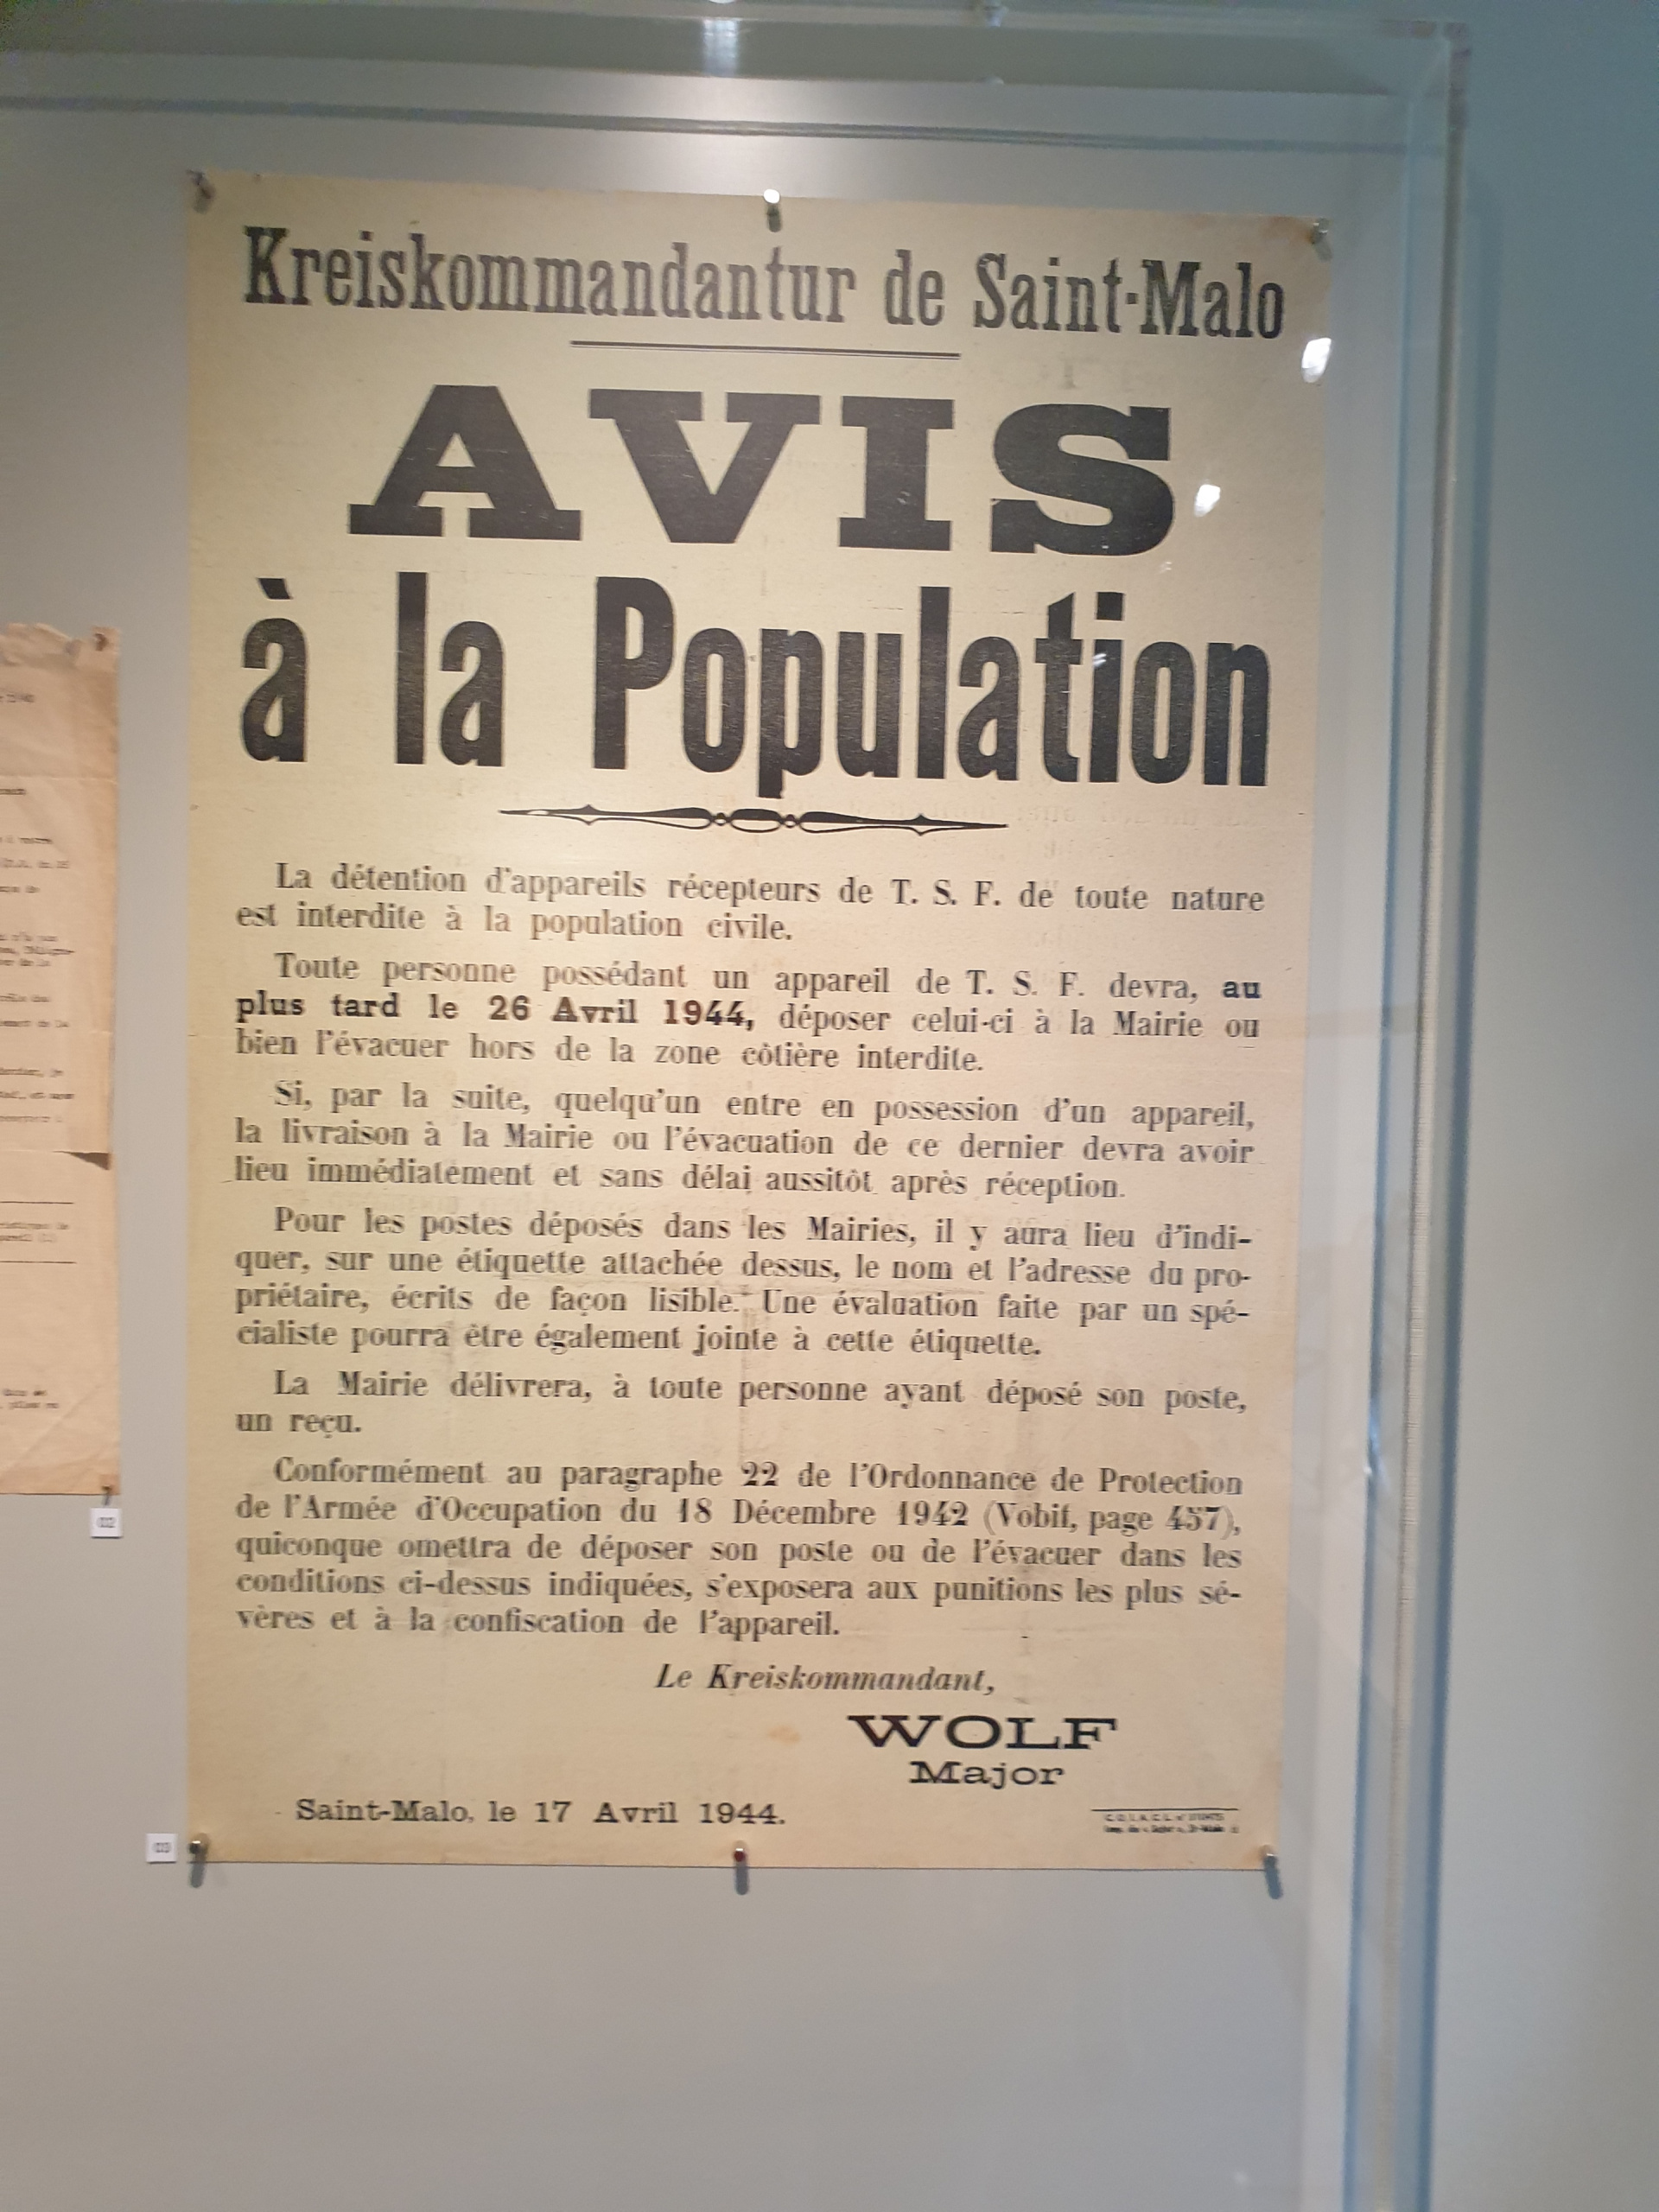 Kreiskommandantur de Saint-Malo
AVIS
à la Population
La détention d'appareils récepteurs de T. S. F. de toute nature
est interdite à la population civile.
Toute personne possédant un appareil de T. S. F. devra, au
plus tard le 26 Avril 1944, déposer celui-ci à la Mairie ou
bien l'évacuer hors de la zone côtière interdite.
Si, par la suite, quelqu'un entre en possession d'un appareil,
la livraison à la Mairie ou l'évacuation de ce dernier devra avoir
lieu immédiatement et sans délai aussitôt après réception.
Pour les postes déposés dans les Mairies, il y aura lieu d'indi-
quer, sur une étiquette attachée dessus, le nom et l'adresse du pro-
priétaire, écrits de façon lisible. Une évaluation faite par un spé-
cialiste pourra être également jointe à cette étiquette.
La Mairie délivrera, à toute personne ayant déposé son poste,
un reçu.
Conformément au paragraphe 22 de l'Ordonnance de Protection
de l'Armée d'Occupation du 18 Décembre 1942 (Vobif, page 457),
quiconque omettra de déposer son poste ou de l'évacuer dans les
conditions ci-dessus indiquées, s'exposera aux punitions les plus sé-
vères et à la confiscation de l'appareil.
Le Kreiskommandant,
WOLF
Major
Saint-Malo, le 17 Avril 1944.